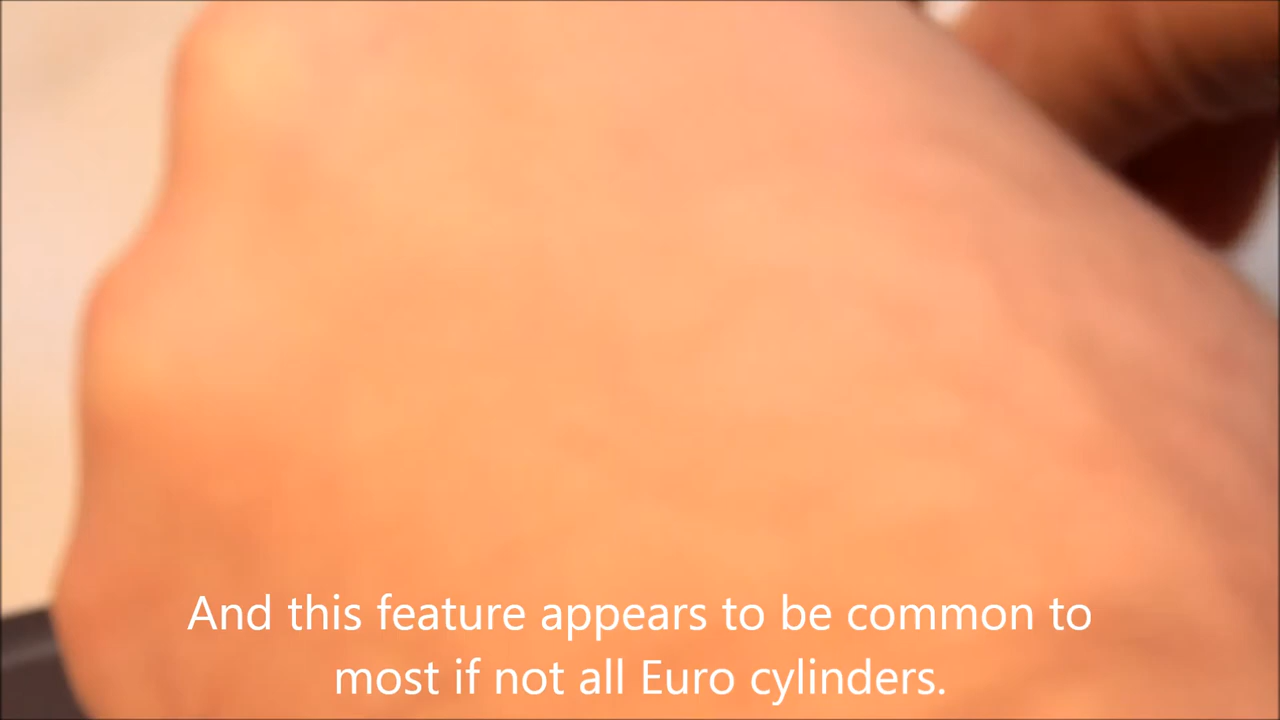 And this feature appears to be common to
most if not all Euro cylinders.